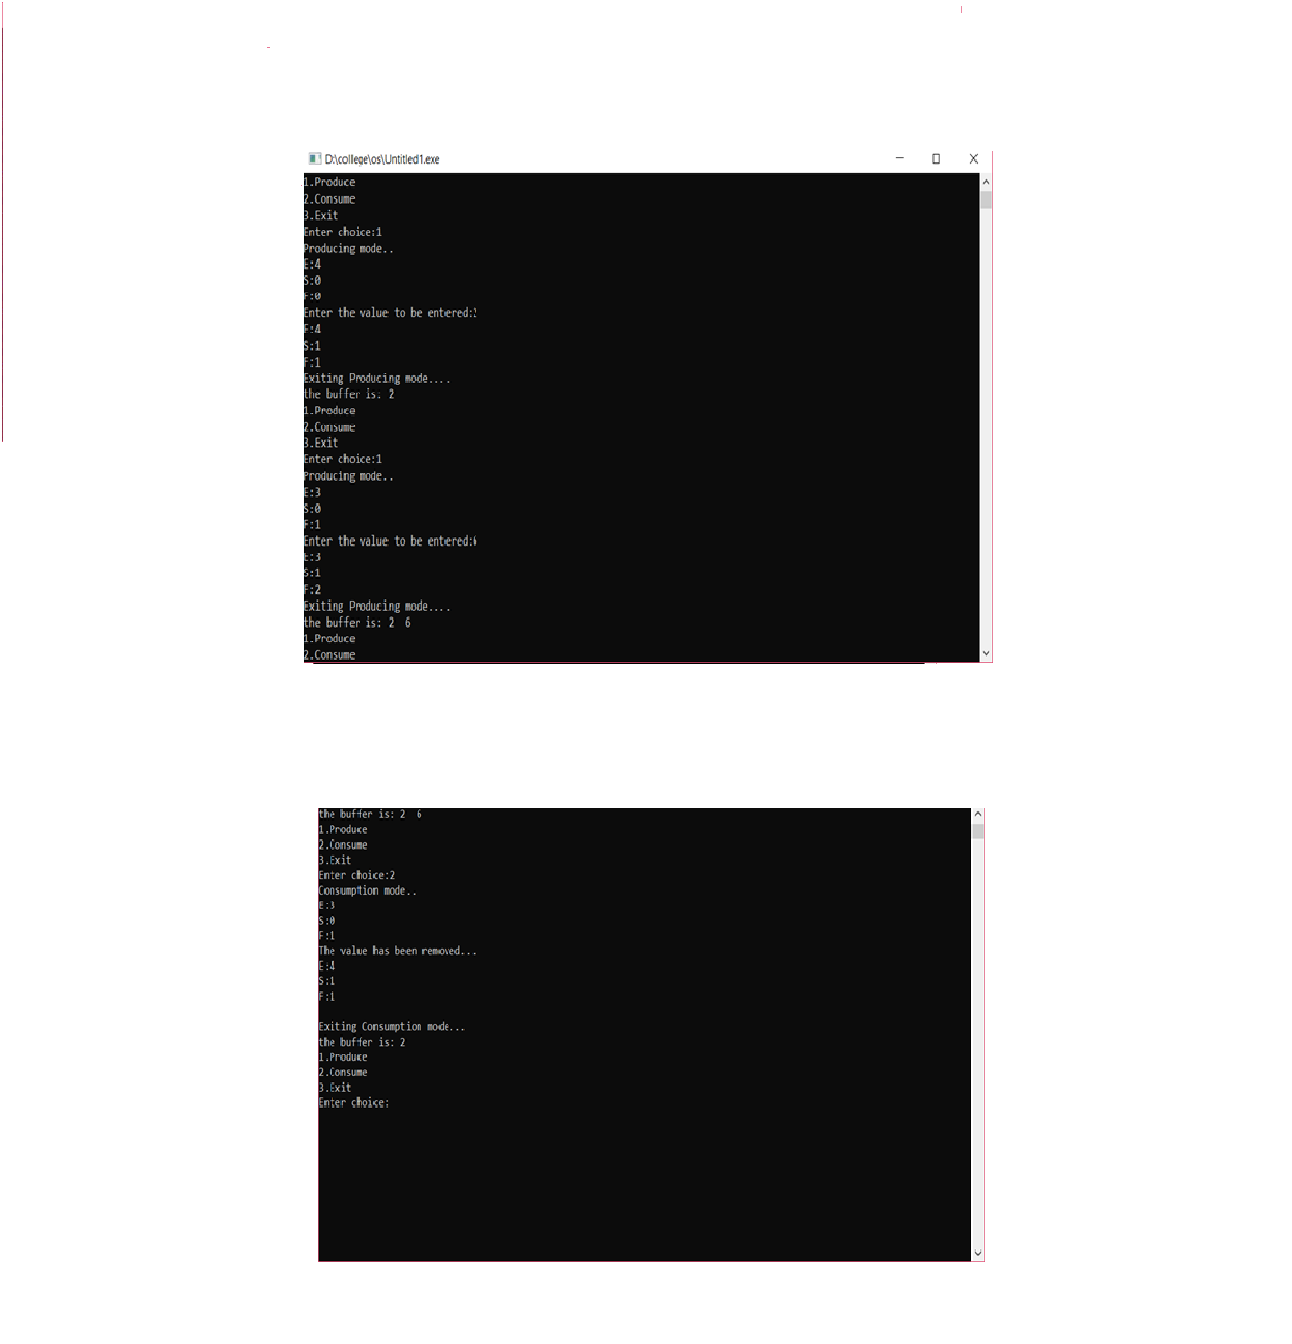 D:\college\os\Untitled1.exe
1.Produce
2.Consume
3.Exit
Enter choice:1
Producing mode..
E:4
S:0
F:0
Enter the value to be entered:2
E:4
S:1
F:1
Exiting Producing mode....
the buffer is: 2
1.Produce
2.Consume
3.Exit
Enter choice:1
Producing mode..
E:3
S:0
F:1
Enter the value to be entered:6
E:3
S:1
F:2
Exiting Producing mode....
the buffer is: 2  6
1.Produce
2.Consume
the buffer is: 2  6
1.Produce
2.Consume
3.Exit
Enter choice:2
Consumption mode..
E:3
S:0
F:1
The value has been removed...
E:4
S:1
F:1
Exiting Consumption mode...
the buffer is: 2
1.Produce
2.Consume
3.Exit
Enter choice: